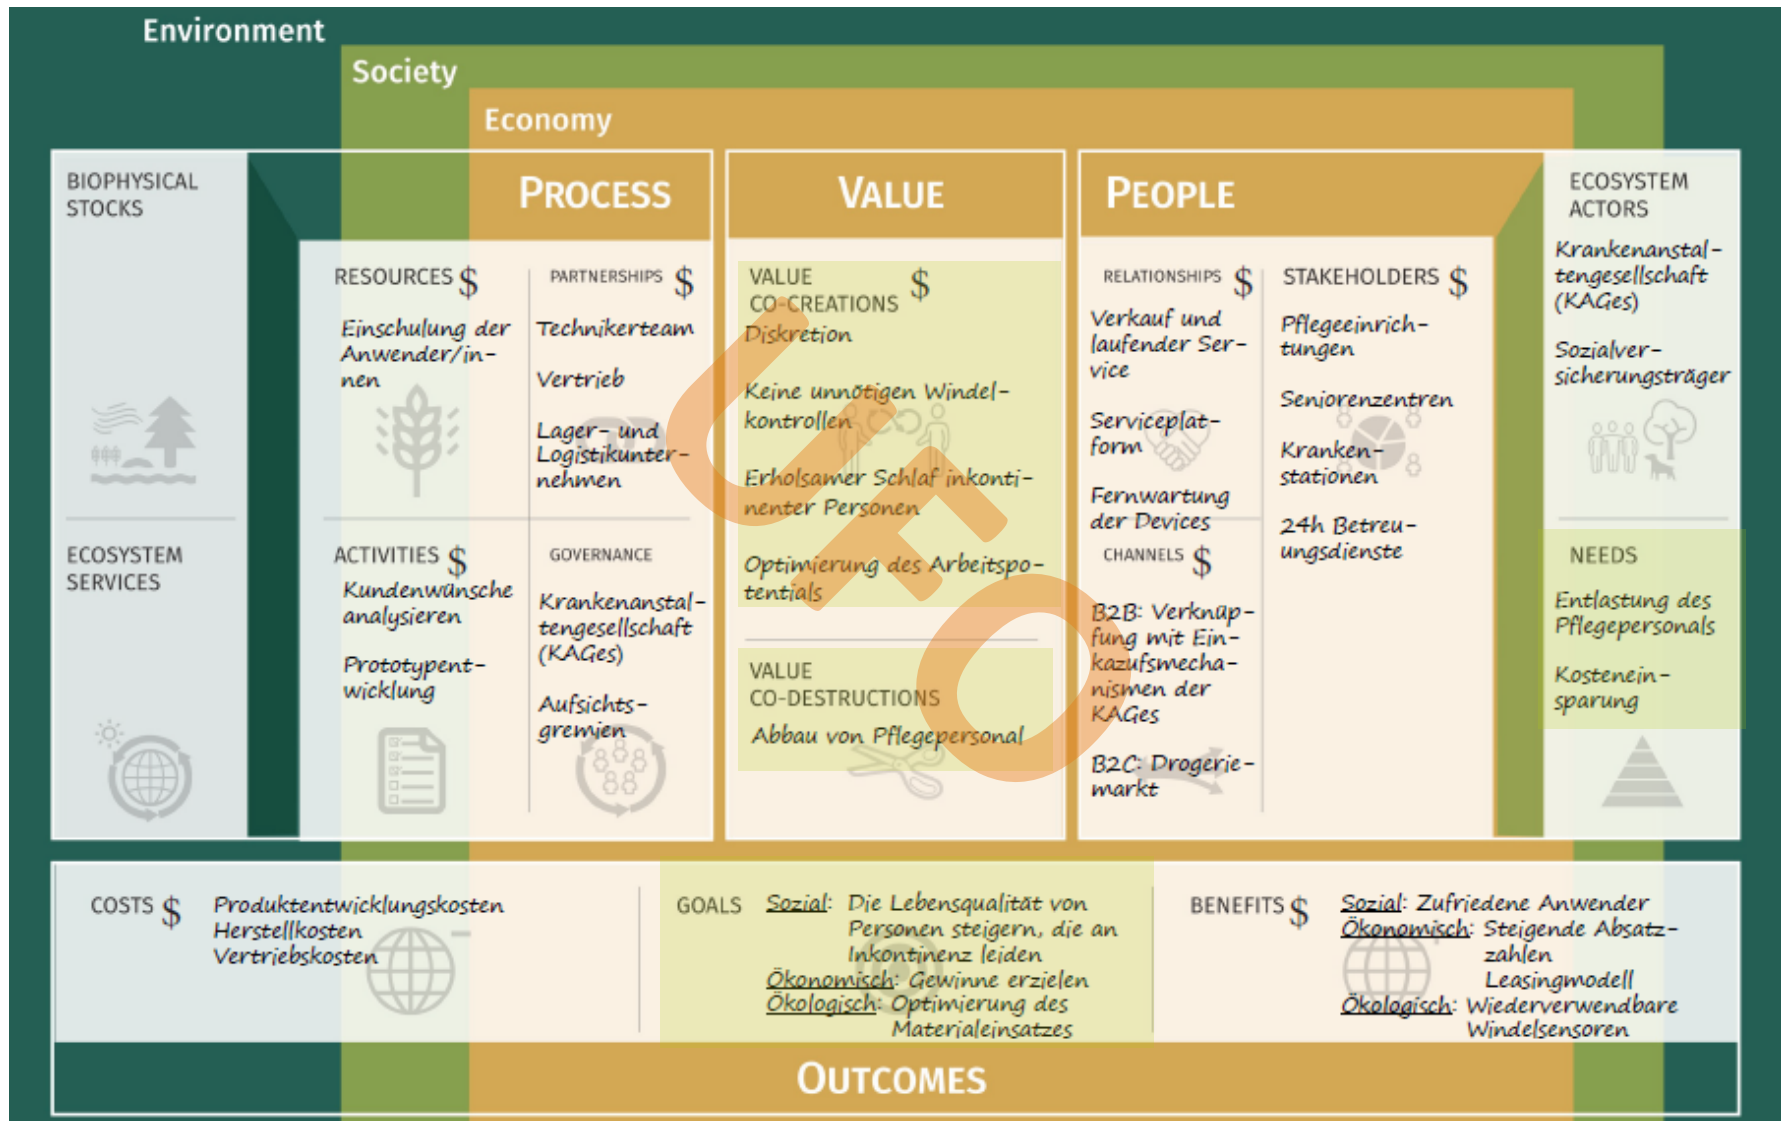 Environment
Society
Economy
BIOPHYSICAL
STOCKS
ECOSYSTEM
SERVICES
PROCESS
RESOURCES $
Einschulung der
Anwender/in-
nen
PARTNERSHIPS $
Technikerteam
Vertrieb
Lager- und
Logistikunter-
nehmen
ACTIVITIES $
Kundenwünsche
analysieren
Prototypent-
wicklung
GOVERNANCE
Krankenanstal-
tengesellschaft
(KAGes)
Aufsichts-
gremien
VALUE
VALUE
CO-CREATIONS $
Diskretion
Keine unnötigen Windel-
kontrollen
Erholsamer Schlaf inkonti-
nenter Personen
Optimierung des Arbeitspo-
tentials
VALUE
CO-DESTRUCTIONS
Abbau von Pflegepersonal
UFO
PEOPLE
RELATIONSHIPS $
Verkauf und
laufender Ser-
vice
Serviceplat-
form
Fernwartung
der Devices
CHANNELS $
B2B: Verknüp-
fung mit Ein-
kazufsmecha-
nismen der
KAGes
B2C: Drogerie-
markt
STAKEHOLDERS $
Pflegeeinrich-
tungen
Seniorenzentren
Kranken-
stationen
24h Betreu-
ungsdienste
ECOSYSTEM
ACTORS
Krankenanstal-
tengesellschaft
(KAGes)
Sozialver-
sicherungsträger
NEEDS
Entlastung des
Pflegepersonals
Kostenein-
sparung
COSTS $
Produktentwicklungskosten
Herstellkosten
Vertriebskosten
GOALS
Sozial: Die Lebensqualität von
Personen steigern, die an
Inkontinenz leiden
Ökonomisch: Gewinne erzielen
Ökologisch: Optimierung des
Materialeinsatzes
BENEFITS $
Sozial: Zufriedene Anwender
Ökonomisch: Steigende Absatz-
zahlen
Leasingmodell
Ökologisch: Wiederverwendbare
Windelsensoren
OUTCOMES